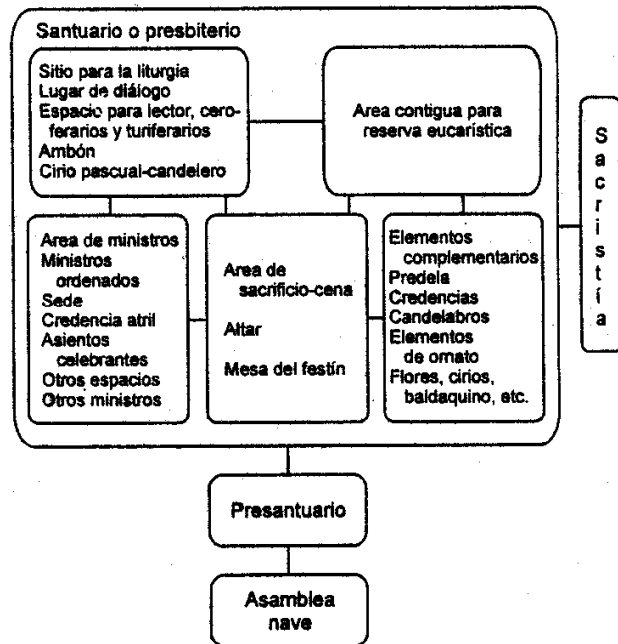 Santuario o presbiterio
Sitio para la liturgia
Lugar de diálogo
Espacio para lector, cero-
ferarios y turiferarios
Ambón
Cirio pascual-candelero
Area contigua para
reserva eucarística
Area de ministros
Ministros
ordenados
Sede
Credencia atril
Asientos
celebrantes
Otros espacios
Otros ministros
Area de
sacrificio-cena
Altar
Mesa del festín
Elementos
complementarios
Predela
Credencias
Candelabros
Elementos
de ornato
Flores, cirios,
baldaquino, etc.
Sacristía
Presantuario
Asamblea
nave